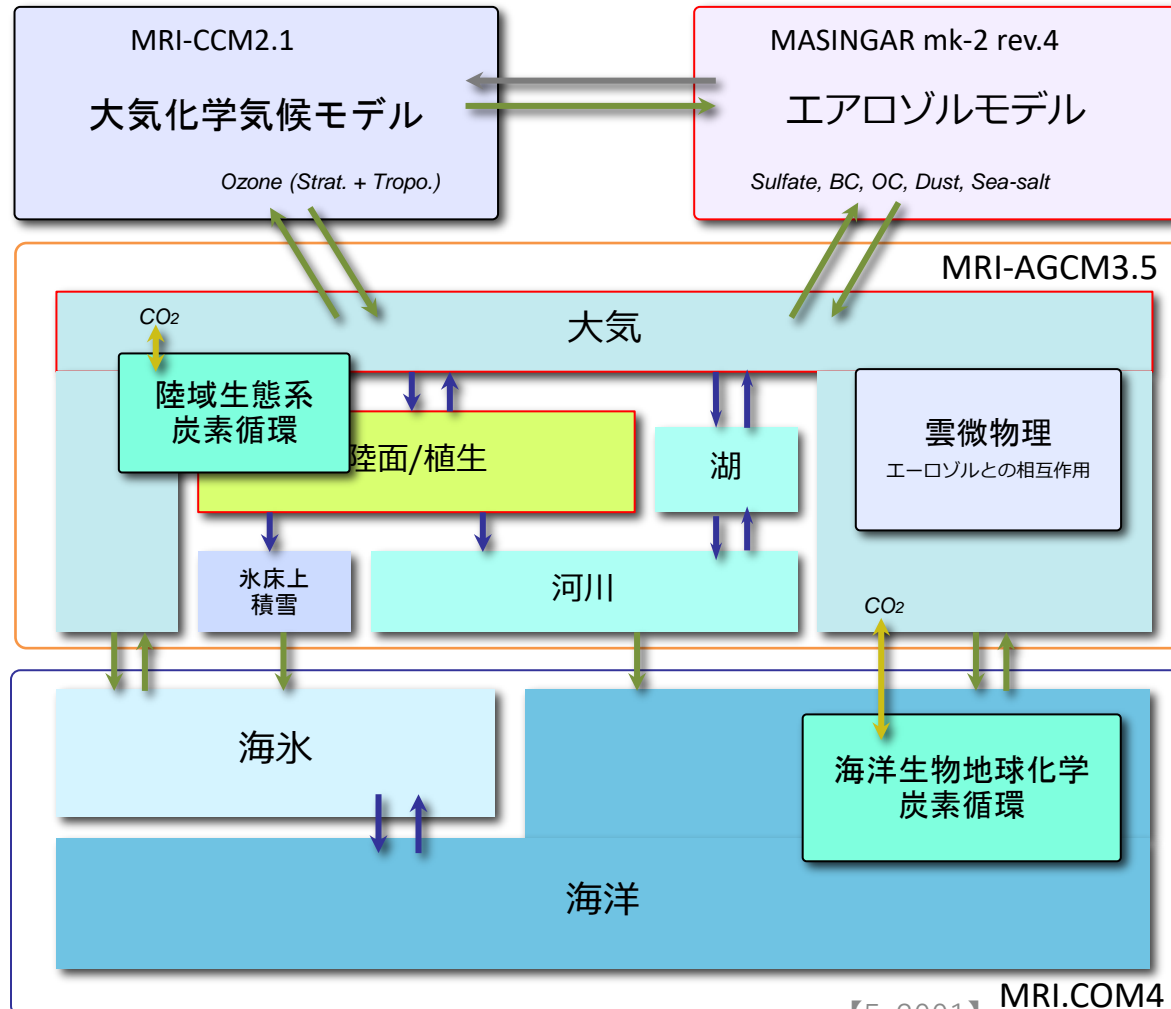 MRI-CCM2.1
大気化学気候モデル
Ozone (Strat. + Tropo.)
MASINGAR mk-2 rev.4
エアロゾルモデル
Sulfate, BC, OC, Dust, Sea-salt
MRI-AGCM3.5
大気
CO2
陸域生態系
炭素循環
陸面/植生
湖
雲微物理
エーロゾルとの相互作用
氷床上
積雪
河川
CO2
海氷
海洋生物地球化学
炭素循環
海洋
MRI.COM4